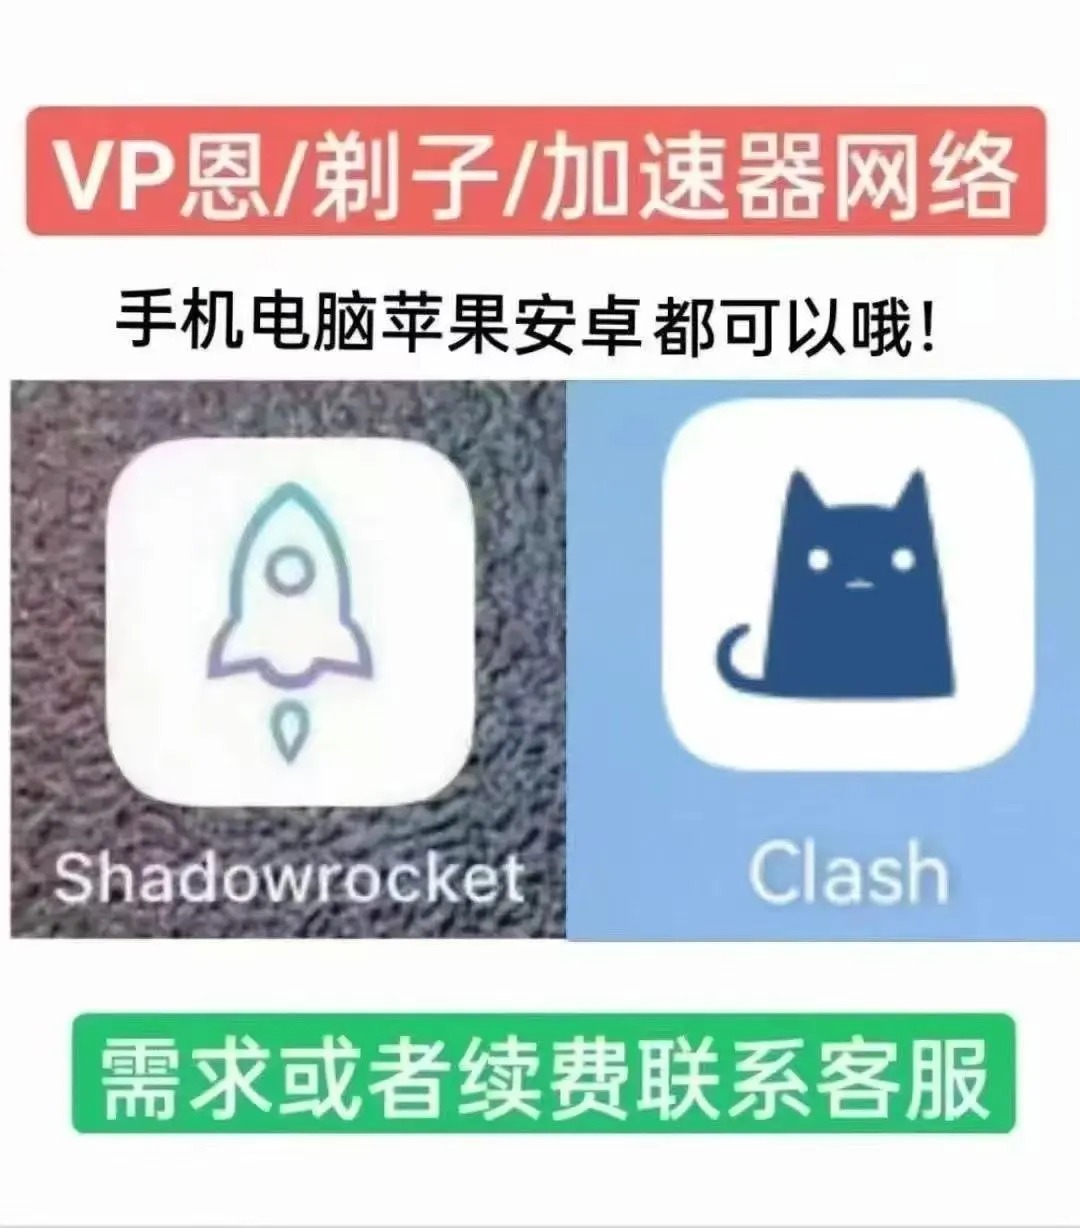 VP恩/剃子/加速器网络
手机电脑苹果安卓都可以哦!
Shadowrocket
Clash
需求或者续费联系客服